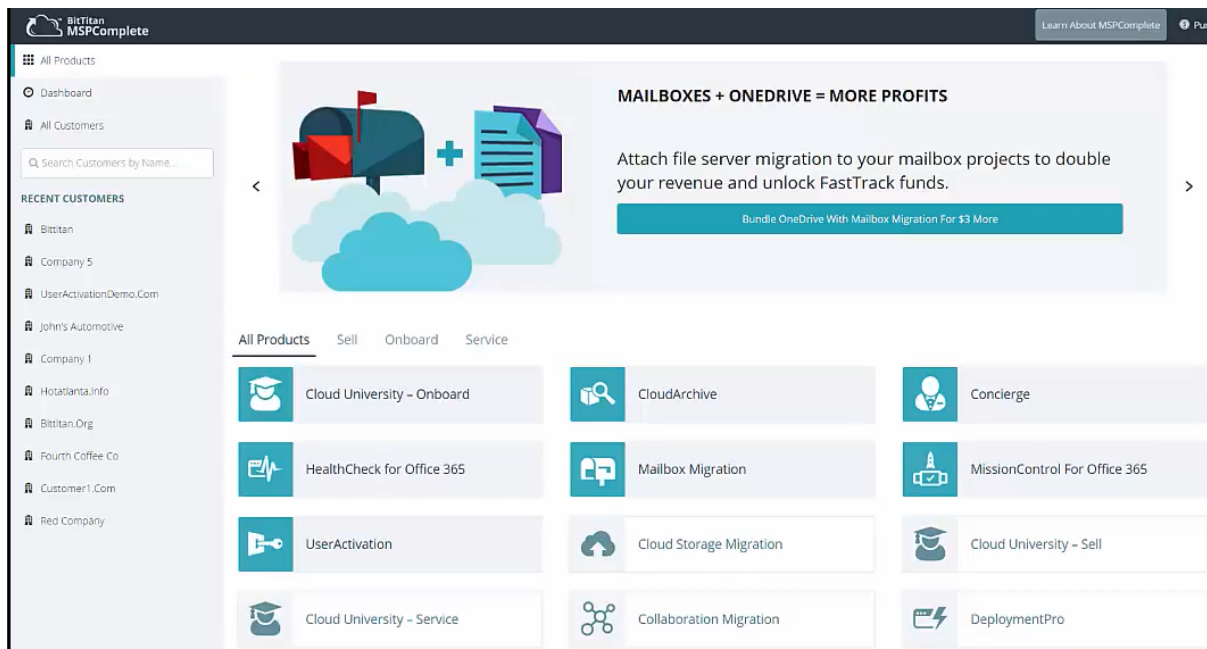 BitTitan
MSPComplete
Learn About MSPComplete
All Products
Dashboard
All Customers
Search Customers by Name...
RECENT CUSTOMERS
Bittitan
Company 5
UserActivationDemo.Com
John's Automotive
Company 1
Hotatlanta.Info
Bittitan.Org
Fourth Coffee Co
Customer1.Com
Red Company
MAILBOXES + ONEDRIVE = MORE PROFITS
Attach file server migration to your mailbox projects to double
your revenue and unlock FastTrack funds.
Bundle OneDrive With Mailbox Migration For $3 More
All Products Sell Onboard Service
Cloud University – Onboard
CloudArchive
Concierge
HealthCheck for Office 365
Mailbox Migration
MissionControl For Office 365
UserActivation
Cloud Storage Migration
Cloud University – Sell
Cloud University – Service
Collaboration Migration
DeploymentPro